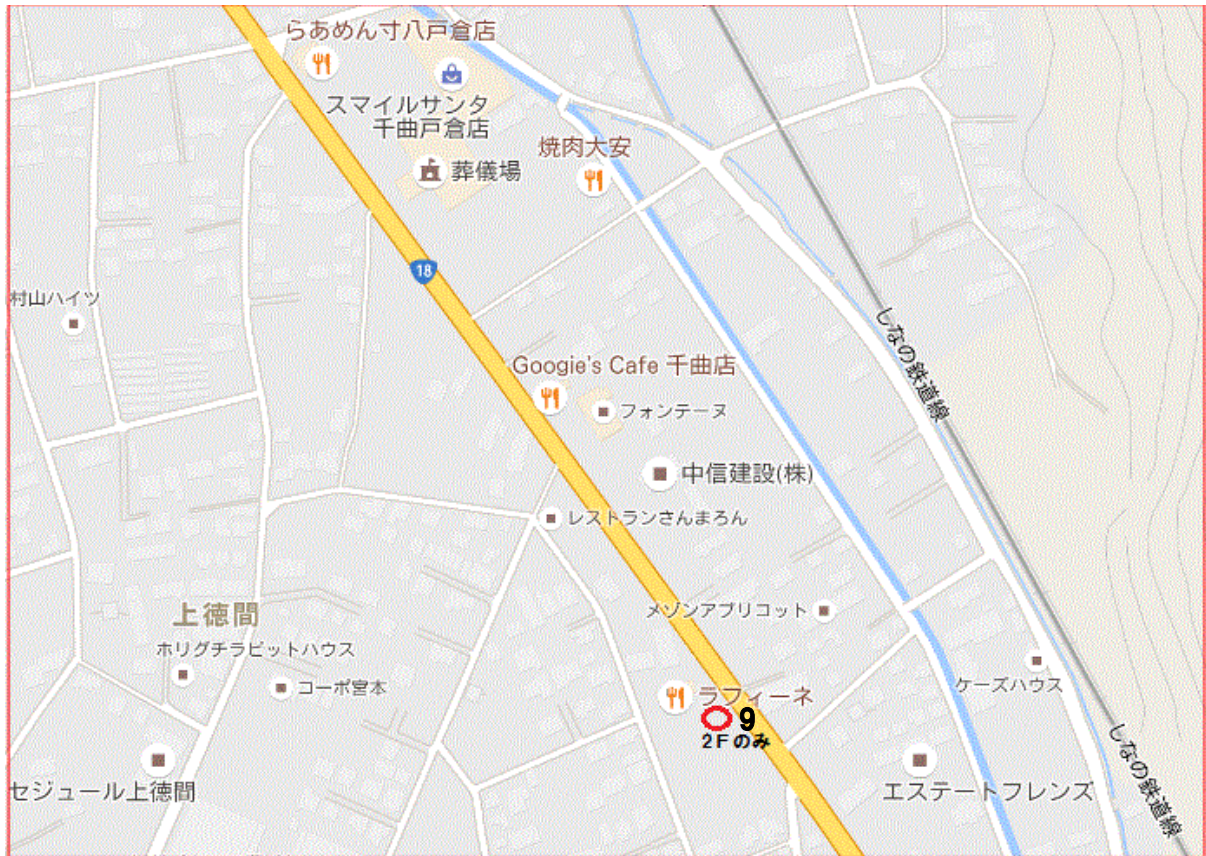 らあめん寸八戸倉店
スマイルサンタ
千曲戸倉店
焼肉大安
葬儀場
18
村山ハイツ
しなの鉄道線
Googie's Cafe 千曲店
フォンテーヌ
中信建設(株)
レストランさんまろん
上徳間
メゾンアプリコット
ホリグチラビットハウス
コーポ宮本
ケーズハウス
ラフィーネ
9
2Fのみ
しなの鉄道線
セジュール上徳間
エステートフレンズ